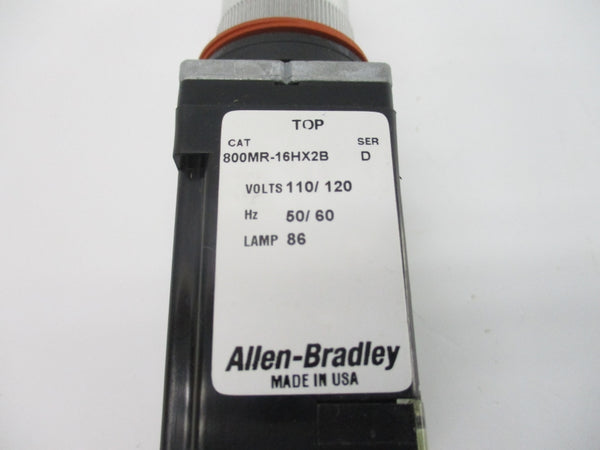 TOP
CAT SER
800MR-16HX2B D
VOLTS 110/ 120
Hz 50/ 60
LAMP 86
Allen-Bradley
MADE IN USA